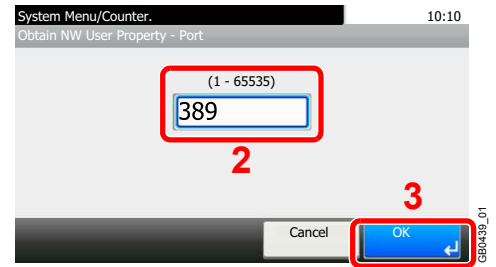 System Menu/Counter.
10:10
Obtain NW User Property - Port
(1 - 65535)
389
2
3
Cancel
OK
GB0439_01